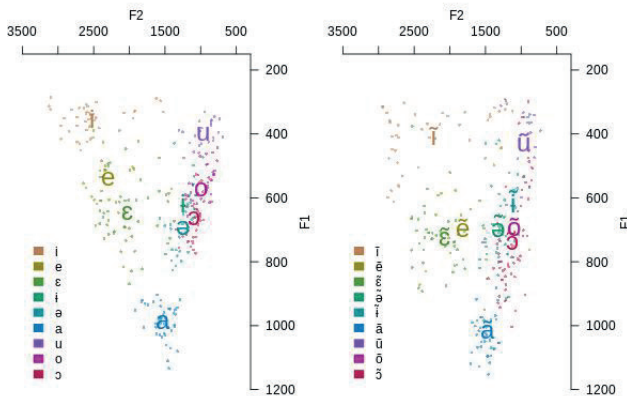 F2
3500 2500 1500 500
200
400
600
800
1000
1200
F1
i
u
e
o
ɨ
ɛ
ɔ
ə
a
i
e
ɛ
ɨ
ə
a
u
o
ɔ
F2
3500 2500 1500 500
200
400
600
800
1000
1200
F1
ĩ
ũ
ɨ̃
ɛ̃ ẽ
ə̃ õ
ɔ̃
ã
ĩ
ẽ
ɛ̃
ə̃
ɨ̃
ã
ũ
õ
ɔ̃